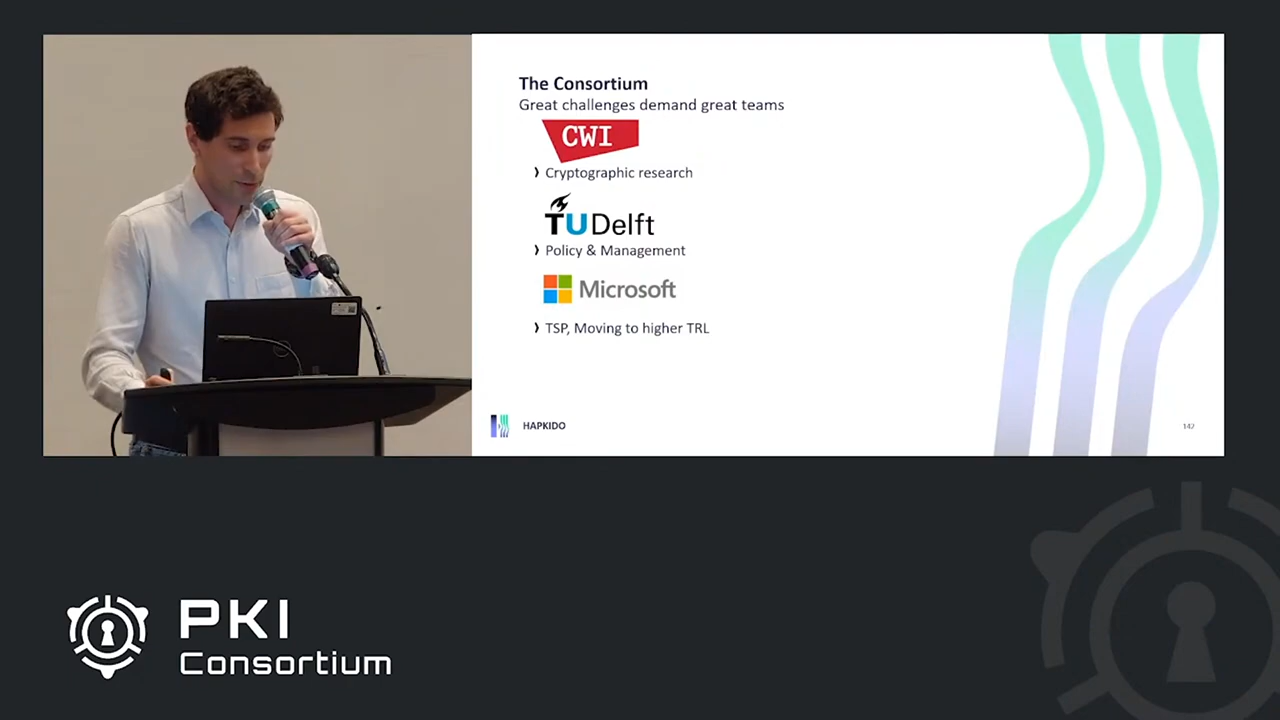 The Consortium
Great challenges demand great teams
CWI
❯ Cryptographic research
TU Delft
❯ Policy & Management
Microsoft
❯ TSP, Moving to higher TRL
HAPKIDO
142
PKI
Consortium